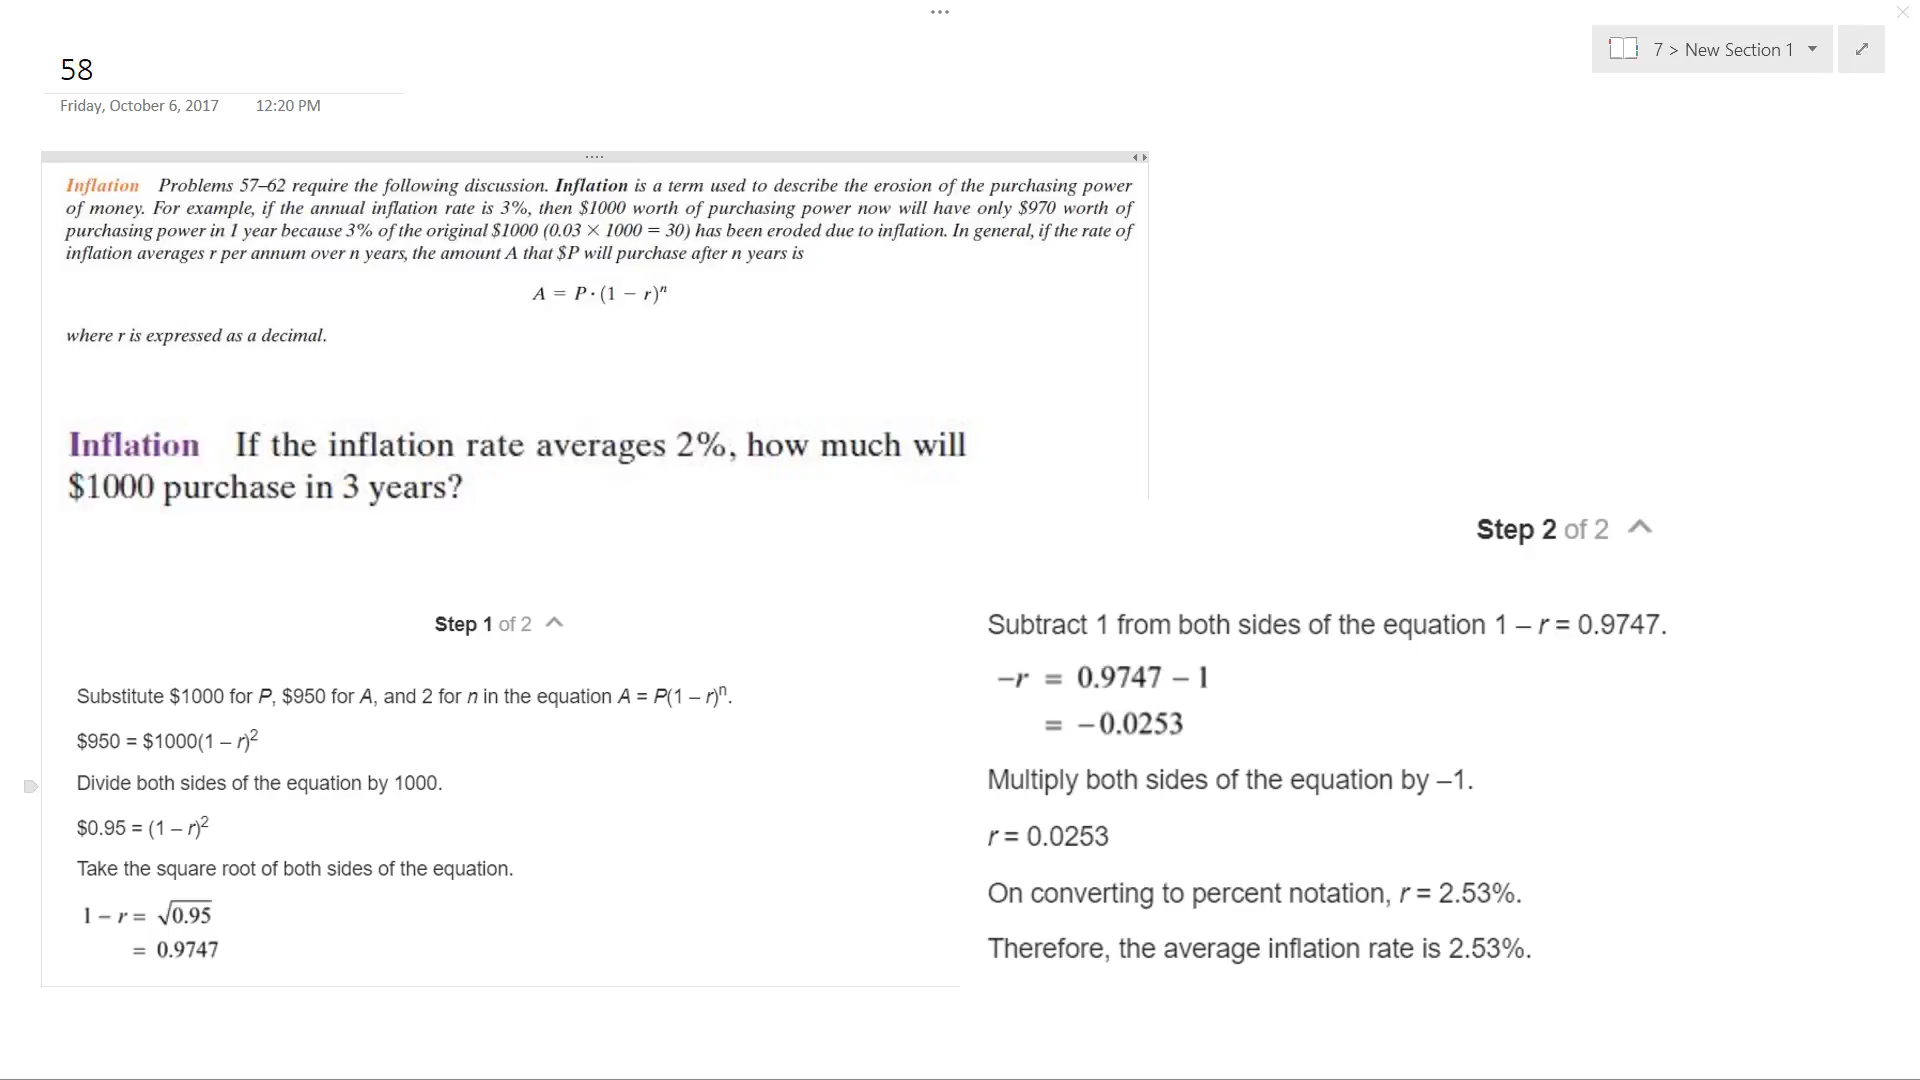 58
Friday, October 6, 2017 12:20 PM
7 > New Section 1
Inflation Problems 57–62 require the following discussion. Inflation is a term used to describe the erosion of the purchasing power
of money. For example, if the annual inflation rate is 3%, then $1000 worth of purchasing power now will have only $970 worth of
purchasing power in 1 year because 3% of the original $1000 (0.03 × 1000 = 30) has been eroded due to inflation. In general, if the rate of
inflation averages r per annum over n years, the amount A that $P will purchase after n years is
A = P · (1 − r)ⁿ
where r is expressed as a decimal.
Inflation If the inflation rate averages 2%, how much will
$1000 purchase in 3 years?
Step 1 of 2
Substitute $1000 for P, $950 for A, and 2 for n in the equation A = P(1 – r)ⁿ.
$950 = $1000(1 – r)²
Divide both sides of the equation by 1000.
$0.95 = (1 – r)²
Take the square root of both sides of the equation.
1 − r = √0.95
= 0.9747
Step 2 of 2
Subtract 1 from both sides of the equation 1 – r = 0.9747.
−r = 0.9747 − 1
= −0.0253
Multiply both sides of the equation by –1.
r = 0.0253
On converting to percent notation, r = 2.53%.
Therefore, the average inflation rate is 2.53%.